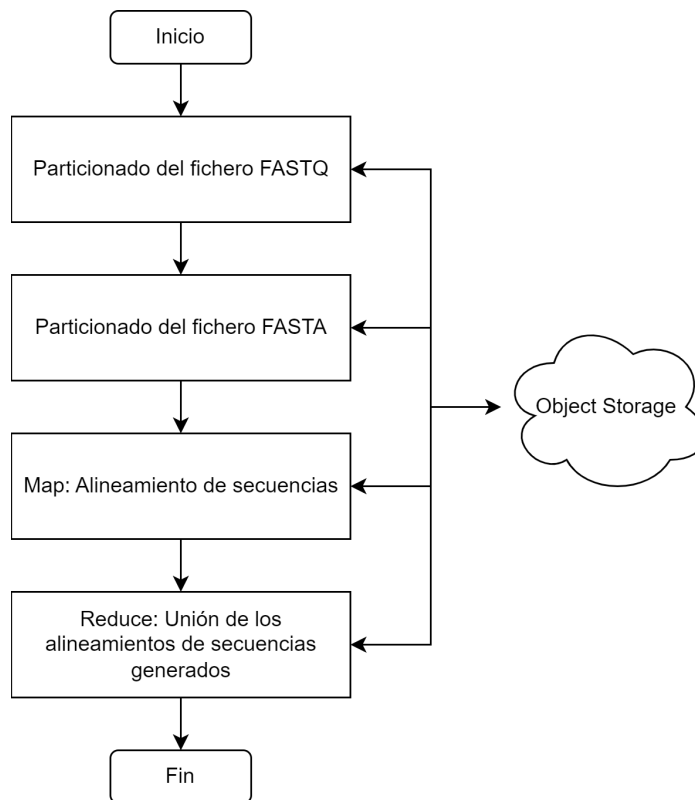 Inicio
Particionado del fichero FASTQ
Particionado del fichero FASTA
Object Storage
Map: Alineamiento de secuencias
Reduce: Unión de los
alineamientos de secuencias
generados
Fin